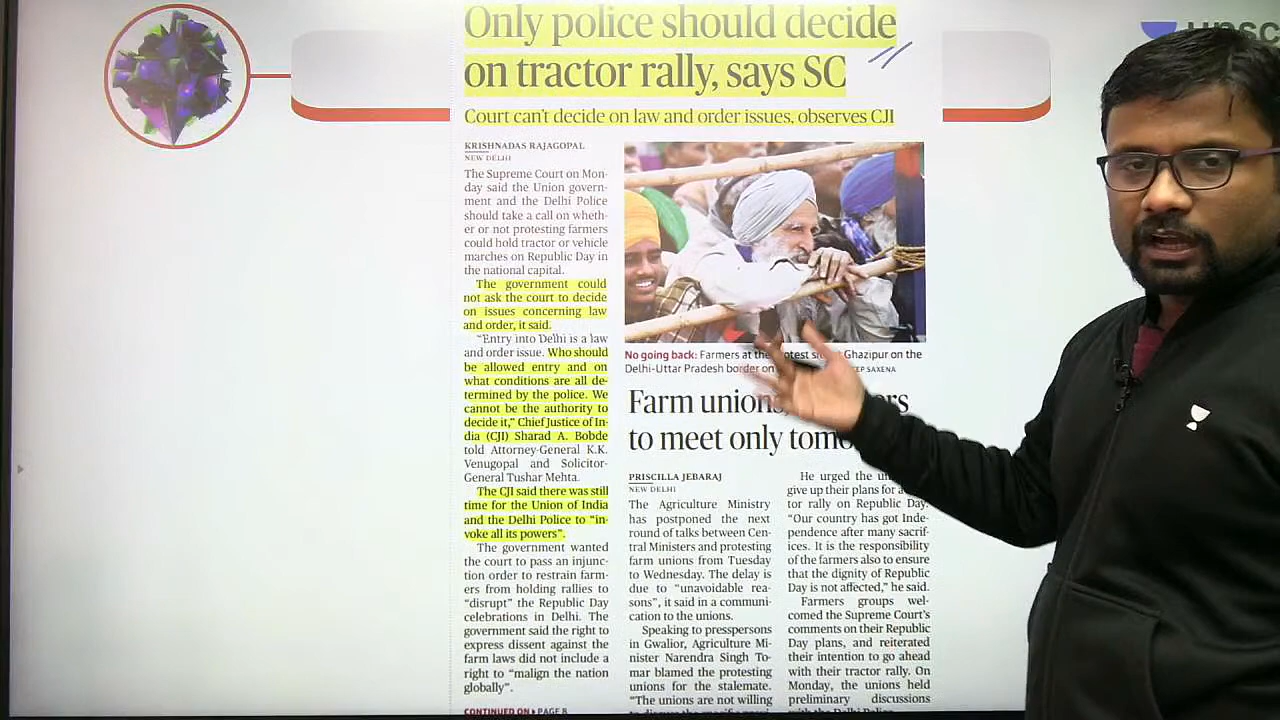 upsc
Only police should decide
on tractor rally, says SC
Court can't decide on law and order issues, observes CJI
KRISHNADAS RAJAGOPAL
NEW DELHI
The Supreme Court on Mon-
day said the Union govern-
ment and the Delhi Police
should take a call on wheth-
er or not protesting farmers
could hold tractor or vehicle
marches on Republic Day in
the national capital.
The government could
not ask the court to decide
on issues concerning law
and order, it said.
"Entry into Delhi is a law
and order issue. Who should
be allowed entry and on
what conditions are all de-
termined by the police. We
cannot be the authority to
decide it," Chief Justice of In-
dia (CJI) Sharad A. Bobde
told Attorney-General K.K.
Venugopal and Solicitor-
General Tushar Mehta.
The CJI said there was still
time for the Union of India
and the Delhi Police to "in-
voke all its powers".
The government wanted
the court to pass an injunc-
tion order to restrain farm-
ers from holding rallies to
"disrupt" the Republic Day
celebrations in Delhi. The
government said the right to
express dissent against the
farm laws did not include a
right to "malign the nation
globally".
CONTINUED ON PAGE 8
No going back: Farmers at the Ghazipur on the
Delhi-Uttar Pradesh border on SAXENA
Farm unions,
to meet only
PRISCILLA JEBARAJ
NEW DELHI
The Agriculture Ministry
has postponed the next
round of talks between Cen-
tral Ministers and protesting
farm unions from Tuesday
to Wednesday. The delay is
due to "unavoidable rea-
sons", it said in a communi-
cation to the unions.
Speaking to presspersons
in Gwalior, Agriculture Mi-
nister Narendra Singh To-
mar blamed the protesting
unions for the stalemate.
"The unions are not willing
He urged the
give up their plans for
tor rally on Republic Day.
"Our country has got Inde-
pendence after many sacrif-
ices. It is the responsibility
of the farmers also to ensure
that the dignity of Republic
Day is not affected," he said.
Farmers groups wel-
comed the Supreme Court's
comments on their Republic
Day plans, and reiterated
their intention to go ahead
with their tractor rally. On
Monday, the unions held
preliminary discussions